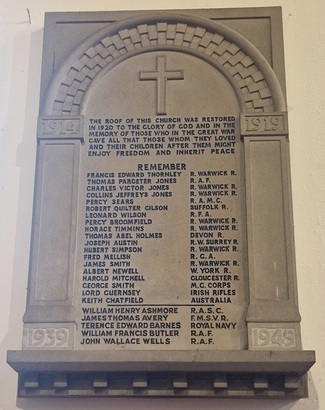 1914 1919
THE ROOF OF THIS CHURCH WAS RESTORED
IN 1920 TO THE GLORY OF GOD AND IN THE
MEMORY OF THOSE WHO IN THE GREAT WAR
GAVE ALL THAT THOSE WHOM THEY LOVED
AND THEIR CHILDREN AFTER THEM MIGHT
ENJOY FREEDOM AND INHERIT PEACE
REMEMBER
FRANCIS EDWARD THORNLEY R. WARWICK R.
THOMAS PARGETER JONES R.A.F.
CHARLES VICTOR JONES R. WARWICK R.
COLLINS JEFFREYS JONES R. WARWICK R.
PERCY SEARS R.A.M.C.
ROBERT QUILTER GILSON SUFFOLK R.
LEONARD WILSON R.F.A.
PERCY BROOMFIELD R. WARWICK R.
HORACE TIMMINS R. WARWICK R.
THOMAS ABEL HOLMES DEVON R.
JOSEPH AUSTIN R.W. SURREY R.
HUBERT SIMPSON R. WARWICK R.
FRED MELLISH R.G.A.
JAMES SMITH R. WARWICK R.
ALBERT NEWELL W. YORK R.
HAROLD MITCHELL GLOUCESTER R.
GEORGE SMITH M.G. CORPS
LORD GUERNSEY IRISH RIFLES
KEITH CHATFIELD AUSTRALIA
WILLIAM HENRY ASHMORE R.A.S.C.
JAMES THOMAS AVERY F.M.S.V.R.
TERENCE EDWARD BARNES ROYAL NAVY
WILLIAM FRANCIS BUTLER R.A.F.
JOHN WALLACE WELLS R.A.F.
1939 1945